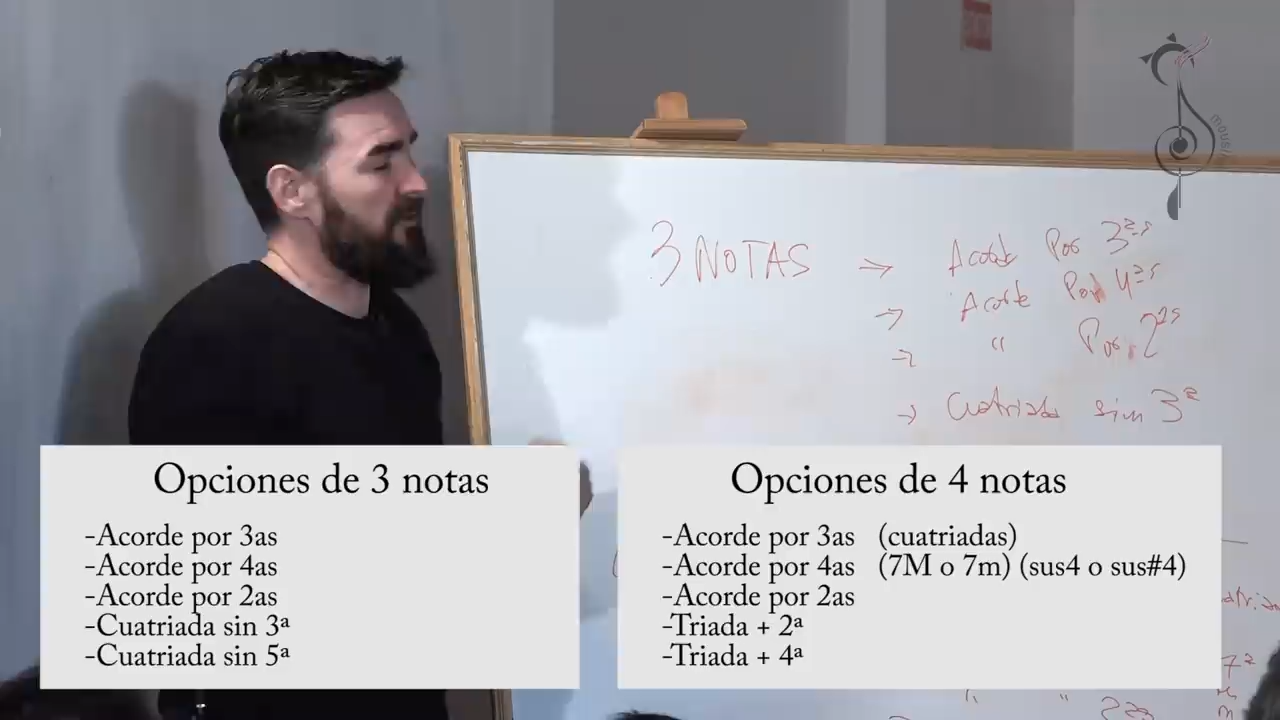 3 NOTAS => Acorde Por 3as
=> Acorde Por 4as
-> " Por 2as
-> Cuatriada sin 3ª
Opciones de 3 notas
-Acorde por 3as
-Acorde por 4as
-Acorde por 2as
-Cuatriada sin 3ª
-Cuatriada sin 5ª
Opciones de 4 notas
-Acorde por 3as (cuatriadas)
-Acorde por 4as (7M o 7m) (sus4 o sus#4)
-Acorde por 2as
-Triada + 2ª
-Triada + 4ª